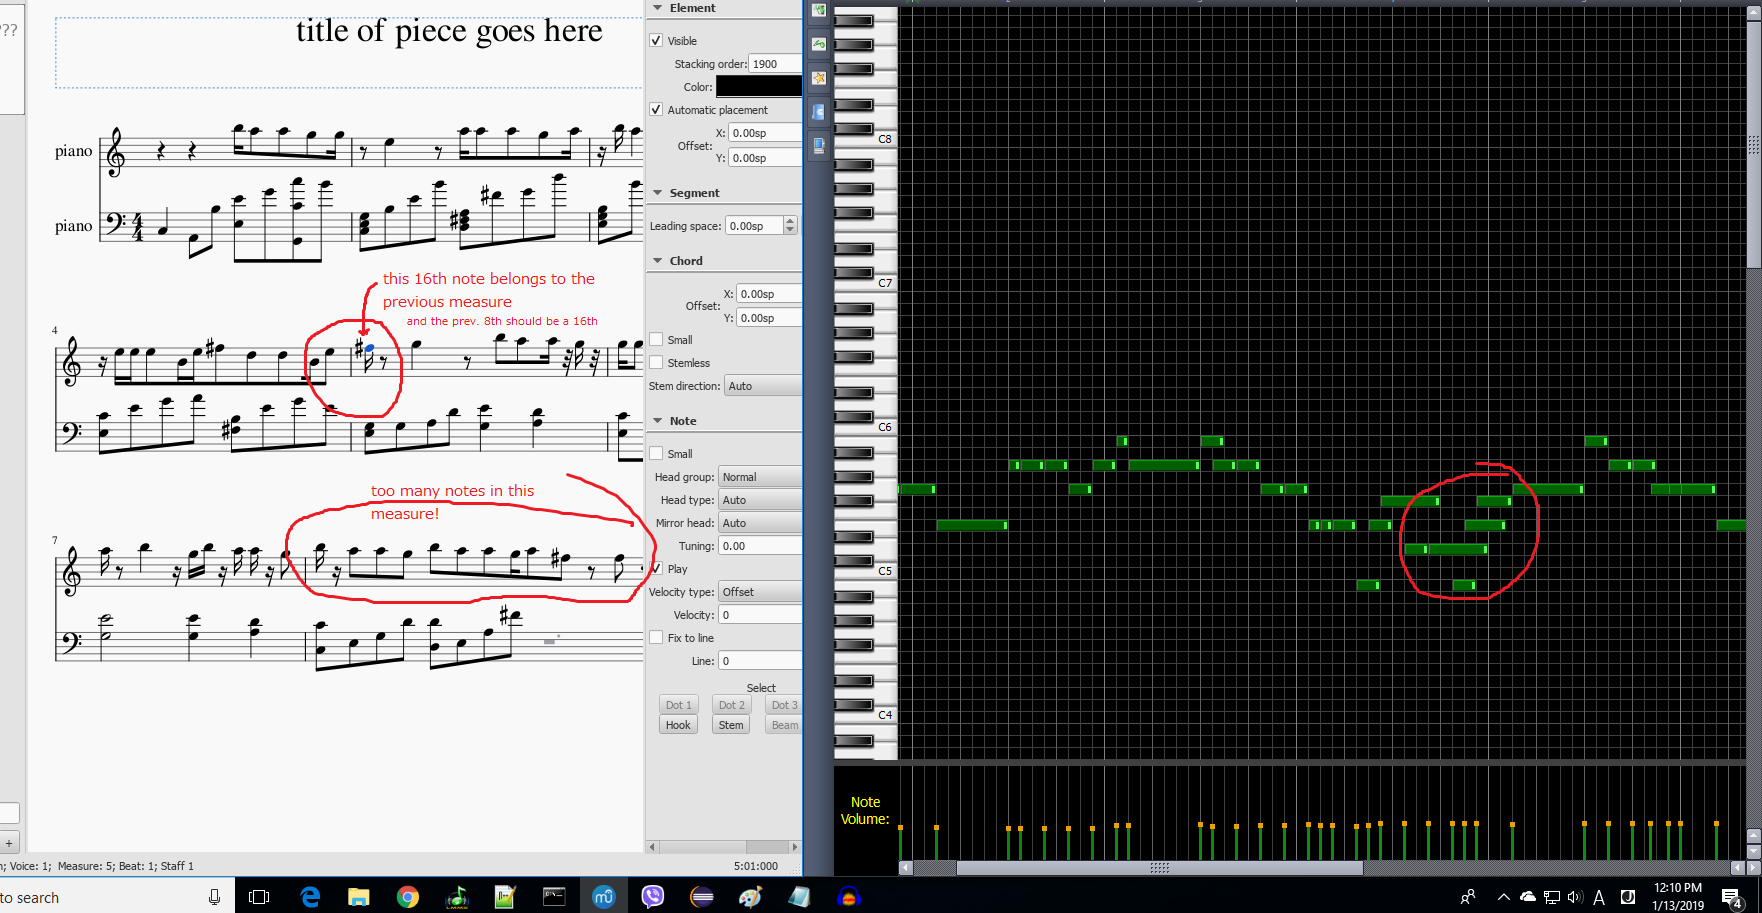 ???
title of piece goes here
piano
piano
this 16th note belongs to the
previous measure
and the prev. 8th should be a 16th
4
too many notes in this
measure!
7
Element
Visible
Stacking order: 1900
Color:
Automatic placement
X: 0.00sp
Offset:
Y: 0.00sp
Segment
Leading space: 0.00sp
Chord
X: 0.00sp
Offset:
Y: 0.00sp
Small
Stemless
Stem direction: Auto
Note
Small
Head group: Normal
Head type: Auto
Mirror head: Auto
Tuning: 0.00
Play
Velocity type: Offset
Velocity: 0
Fix to line
Line: 0
Select
Dot 1 Dot 2 Dot 3
Hook Stem Beam
C8
C7
C6
C5
C4
Note
Volume:
n; Voice: 1; Measure: 5; Beat: 1; Staff 1
5:01:000
to search
LMMS
A
12:10 PM
1/13/2019
4